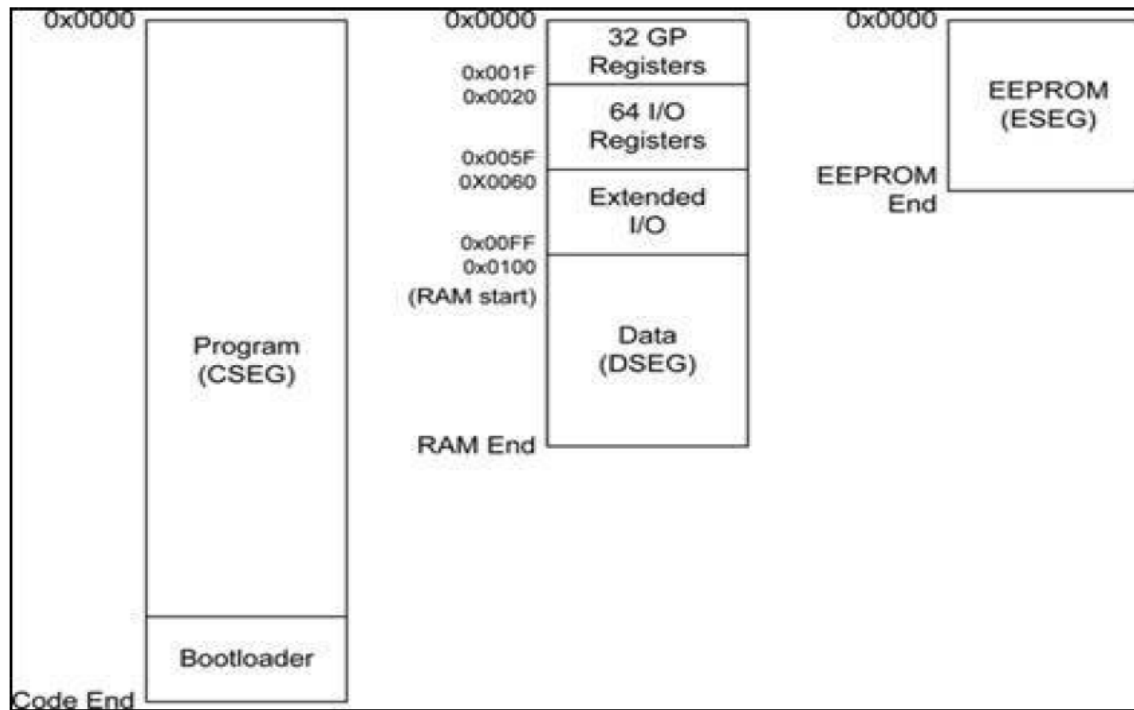 0x0000
Program
(CSEG)
Bootloader
Code End
0x0000
32 GP
Registers
0x001F
0x0020
64 I/O
Registers
0x005F
0X0060
Extended
I/O
0x00FF
0x0100
(RAM start)
Data
(DSEG)
RAM End
0x0000
EEPROM
(ESEG)
EEPROM
End